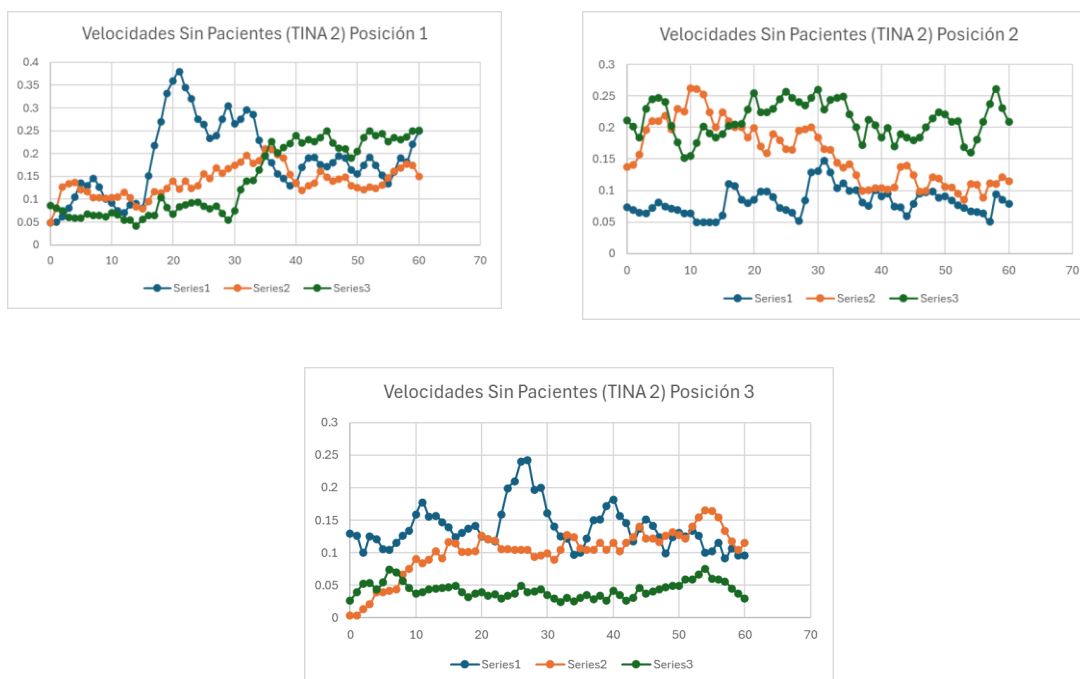 Velocidades Sin Pacientes (TINA 2) Posición 1
0.4
0.35
0.3
0.25
0.2
0.15
0.1
0.05
0
0 10 20 30 40 50 60 70
Series1 Series2 Series3
Velocidades Sin Pacientes (TINA 2) Posición 2
0.3
0.25
0.2
0.15
0.1
0.05
0
0 10 20 30 40 50 60 70
Series1 Series2 Series3
Velocidades Sin Pacientes (TINA 2) Posición 3
0.3
0.25
0.2
0.15
0.1
0.05
0
0 10 20 30 40 50 60 70
Series1 Series2 Series3